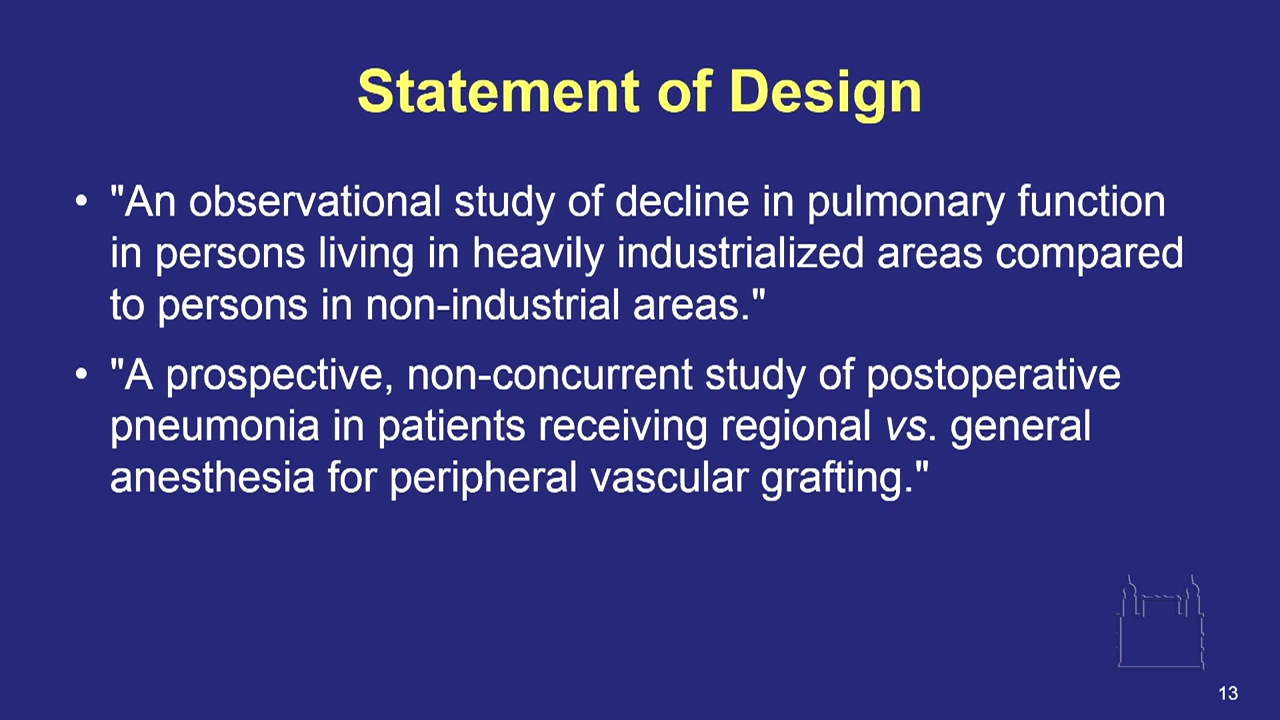 Statement of Design
• "An observational study of decline in pulmonary function
in persons living in heavily industrialized areas compared
to persons in non-industrial areas."
• "A prospective, non-concurrent study of postoperative
pneumonia in patients receiving regional vs. general
anesthesia for peripheral vascular grafting."
13